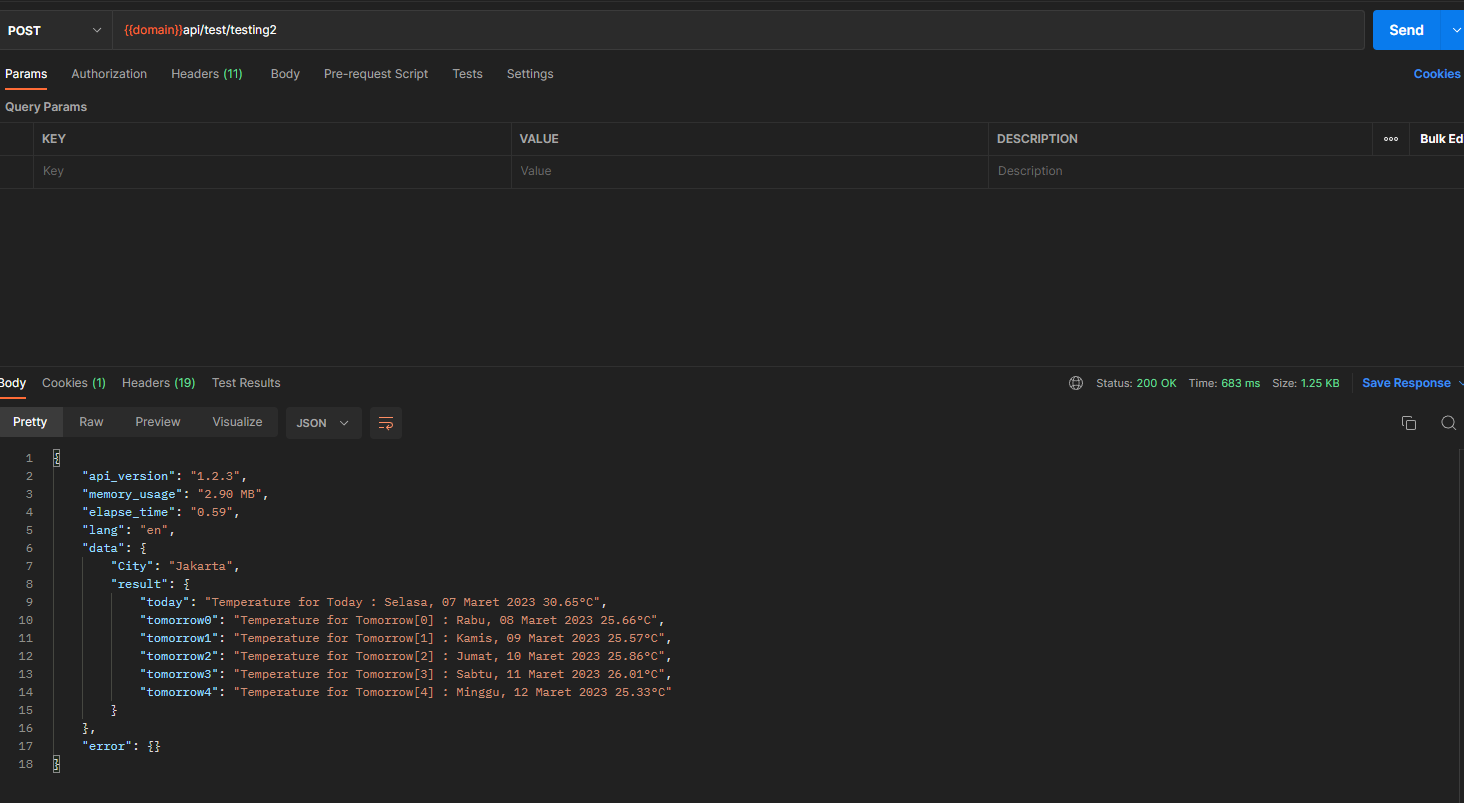 POST {{domain}}api/test/testing2 Send
Params Authorization Headers (11) Body Pre-request Script Tests Settings Cookies
Query Params
KEY VALUE DESCRIPTION Bulk Ed
Key Value Description
Body Cookies (1) Headers (19) Test Results Status: 200 OK Time: 683 ms Size: 1.25 KB Save Response
Pretty Raw Preview Visualize JSON
1 {
2 "api_version": "1.2.3",
3 "memory_usage": "2.90 MB",
4 "elapse_time": "0.59",
5 "lang": "en",
6 "data": {
7 "City": "Jakarta",
8 "result": {
9 "today": "Temperature for Today : Selasa, 07 Maret 2023 30.65°C",
10 "tomorrow0": "Temperature for Tomorrow[0] : Rabu, 08 Maret 2023 25.66°C",
11 "tomorrow1": "Temperature for Tomorrow[1] : Kamis, 09 Maret 2023 25.57°C",
12 "tomorrow2": "Temperature for Tomorrow[2] : Jumat, 10 Maret 2023 25.86°C",
13 "tomorrow3": "Temperature for Tomorrow[3] : Sabtu, 11 Maret 2023 26.01°C",
14 "tomorrow4": "Temperature for Tomorrow[4] : Minggu, 12 Maret 2023 25.33°C"
15 }
16 },
17 "error": {}
18 }